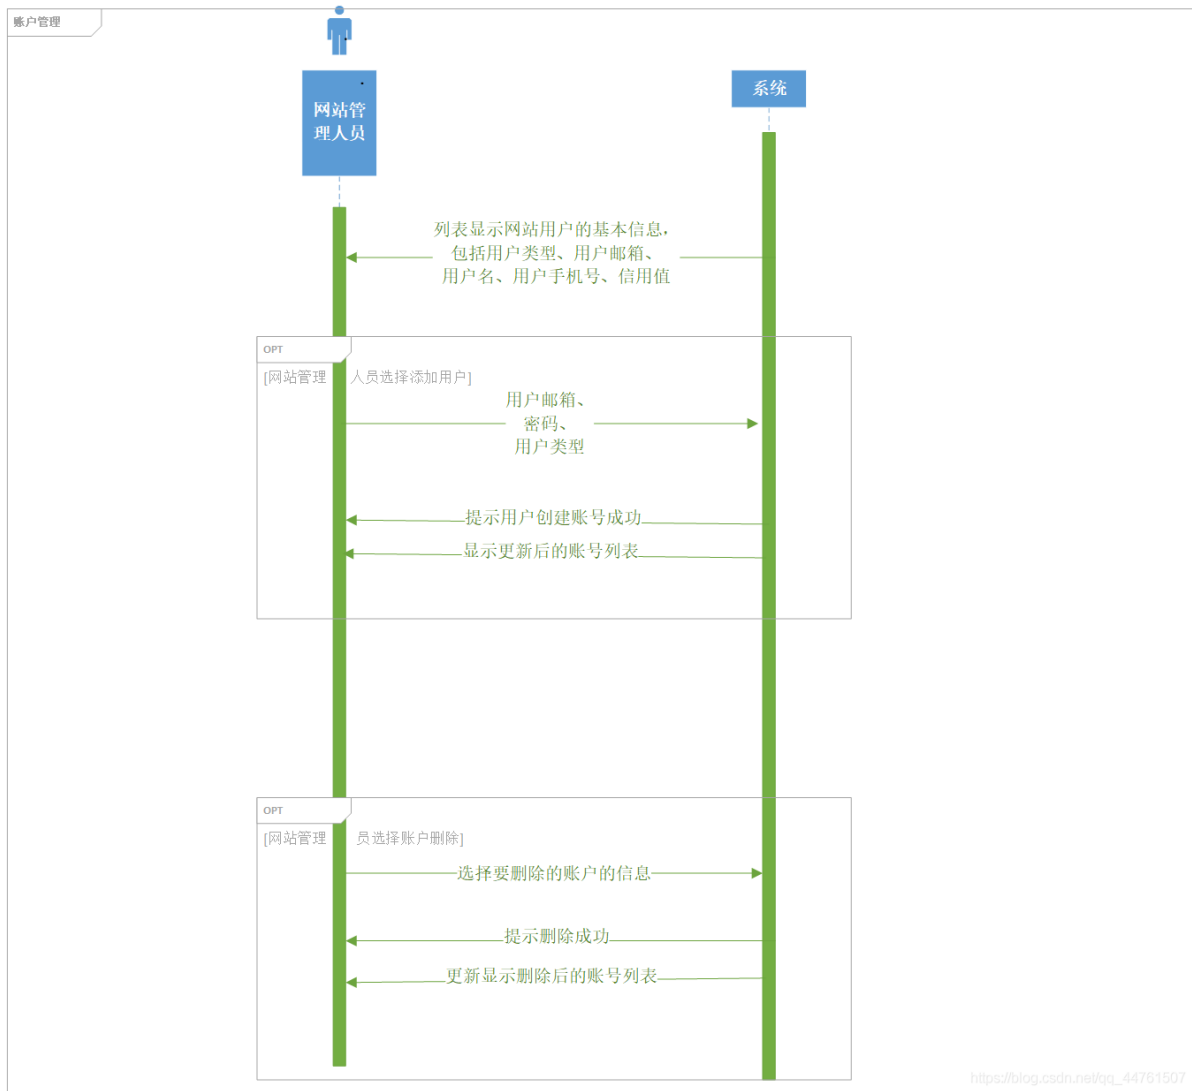 账户管理
网站管
理人员
系统
列表显示网站用户的基本信息，
包括用户类型、用户邮箱、
用户名、用户手机号、信用值
OPT
[网站管理 人员选择添加用户]
用户邮箱、
密码、
用户类型
提示用户创建账号成功
显示更新后的账号列表
OPT
[网站管理 员选择账户删除]
选择要删除的账户的信息
提示删除成功
更新显示删除后的账号列表
https://blog.csdn.net/qq_44761507